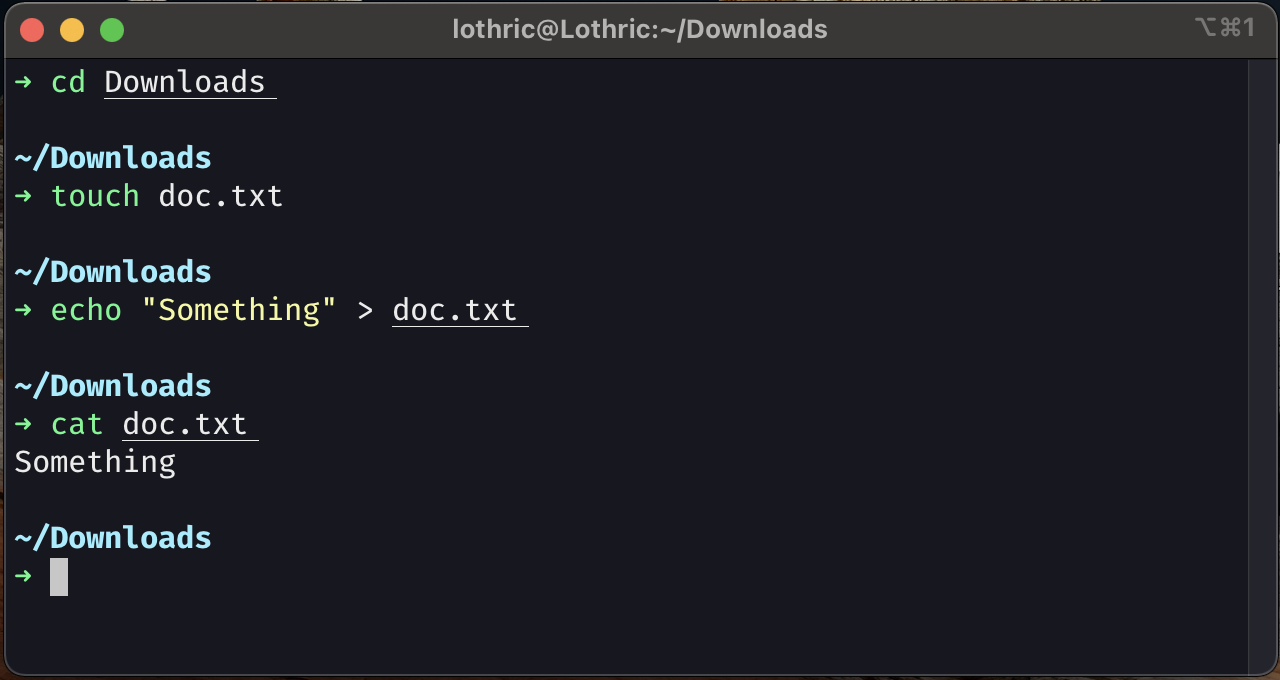 lothric@Lothric:~/Downloads
⌥⌘1
➜ cd Downloads
~/Downloads
➜ touch doc.txt
~/Downloads
➜ echo "Something" > doc.txt
~/Downloads
➜ cat doc.txt
Something
~/Downloads
➜